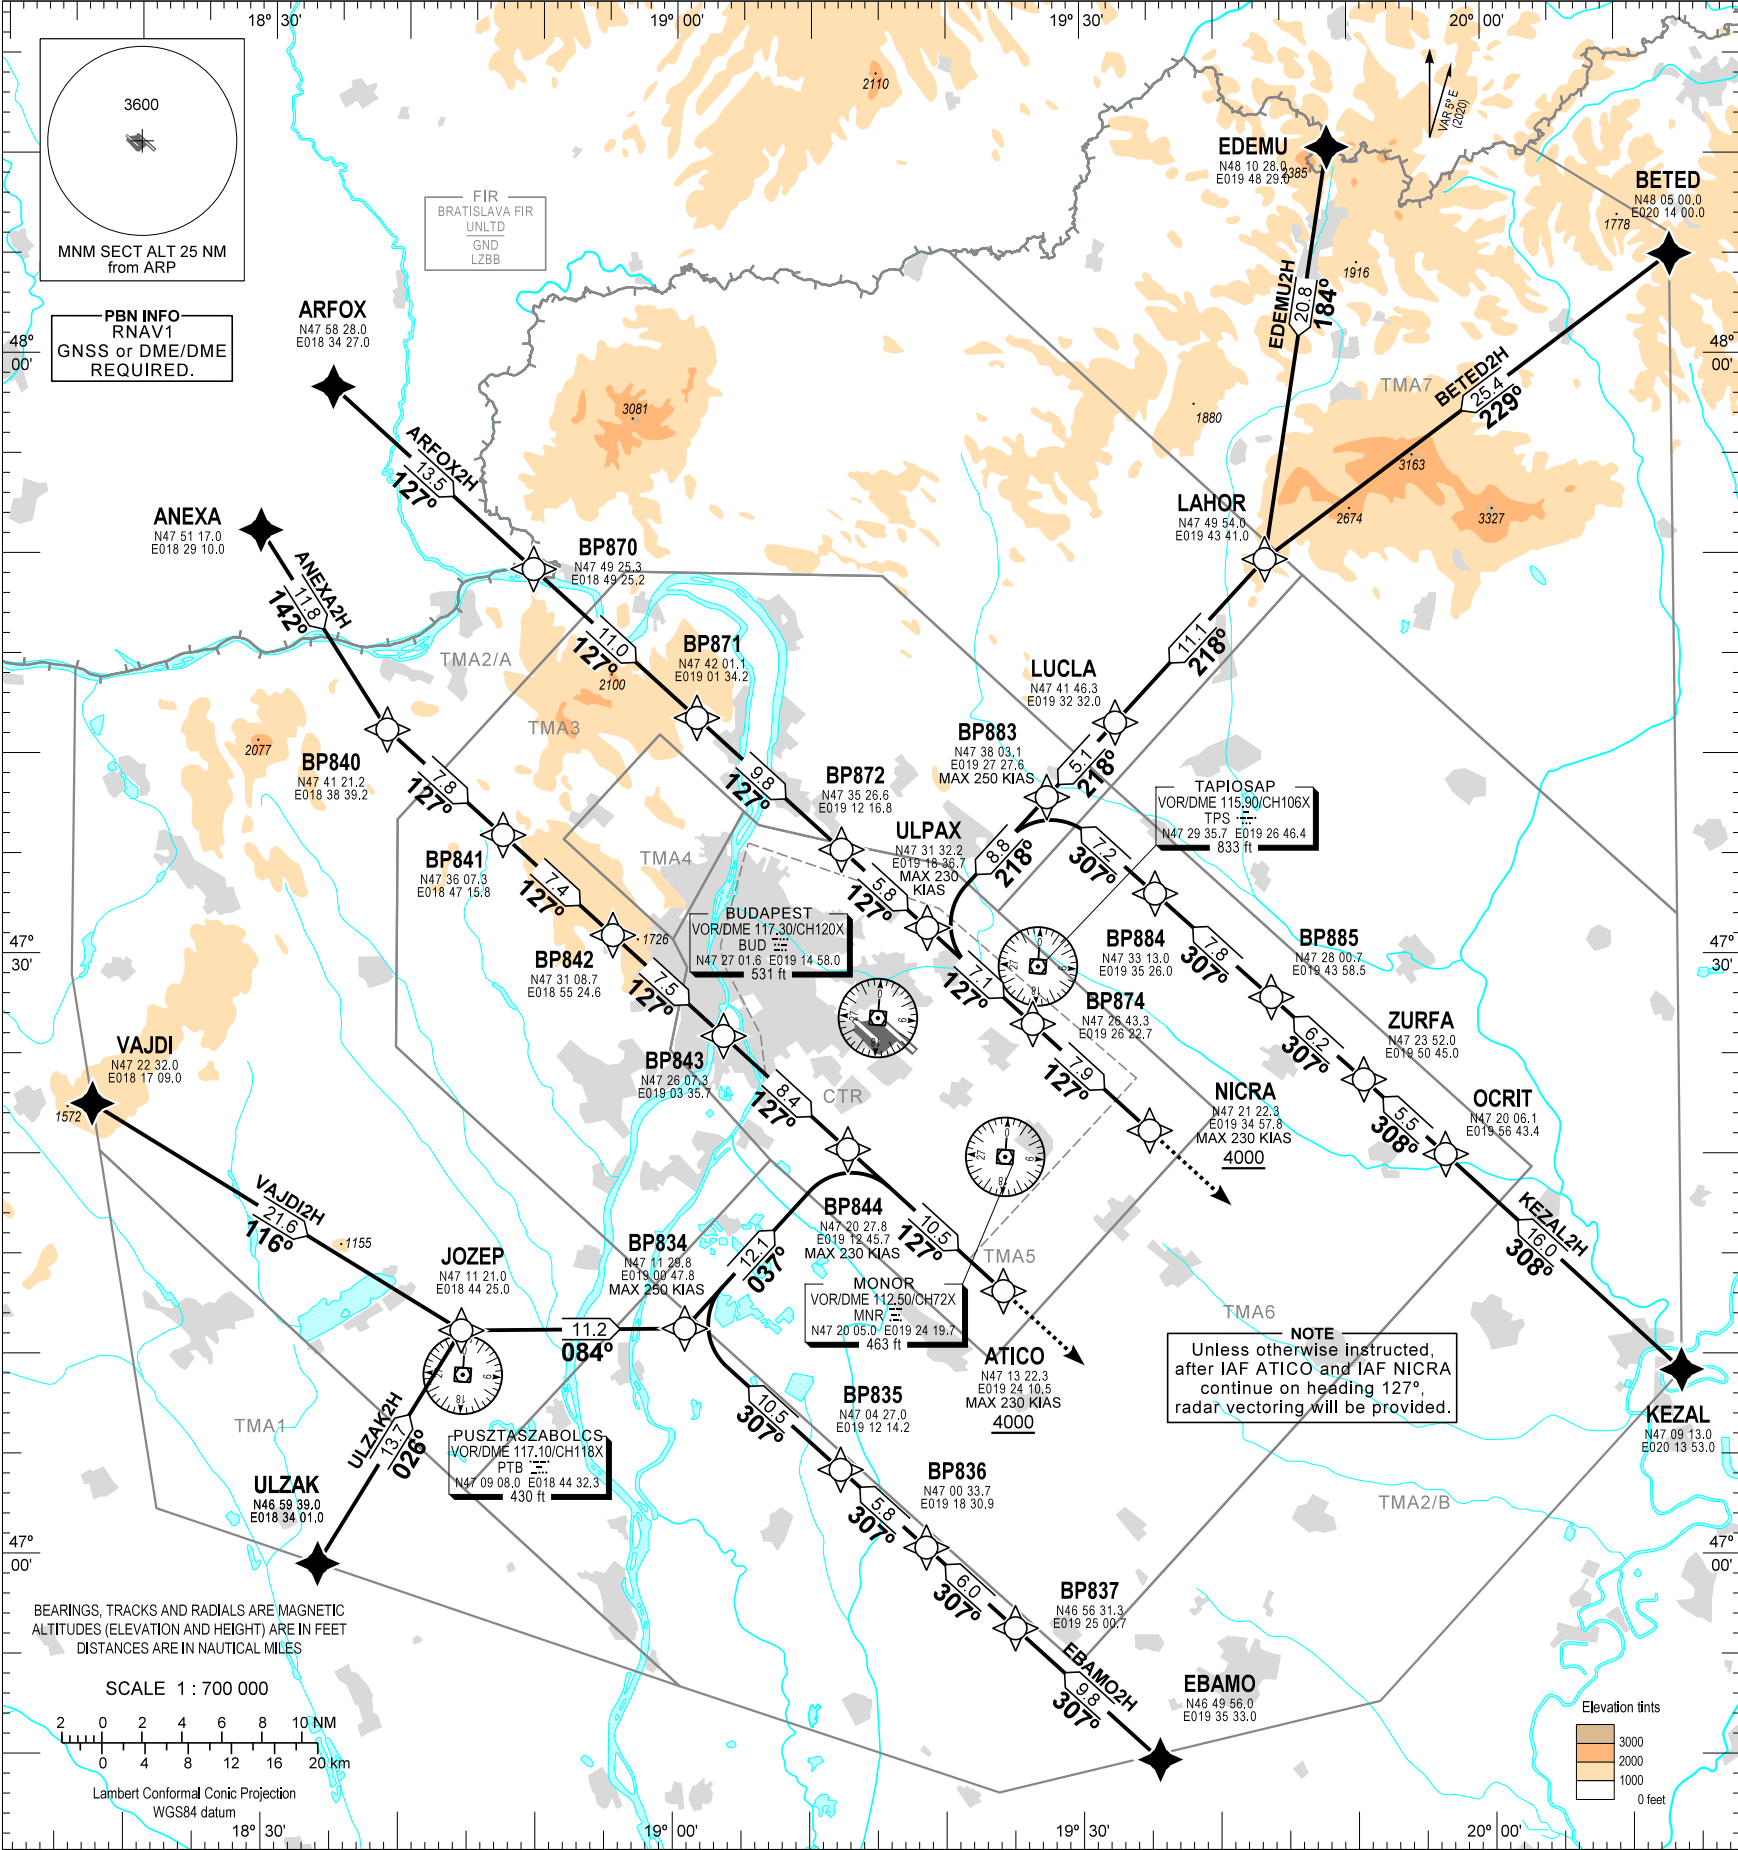 18° 30'
19° 00'
19° 30'
20° 00'
3600
MNM SECT ALT 25 NM
from ARP
PBN INFO
RNAV1
GNSS or DME/DME
REQUIRED.
FIR
BRATISLAVA FIR
UNLTD
GND
LZBB
2110
VAR 5° E
(2020)
EDEMU
N48 10 28.0
E019 48 29.0
2385
BETED
N48 05 00.0
E020 14 00.0
1778
1916
EDEMU2H
20.8
184°
ARFOX
N47 58 28.0
E018 34 27.0
48°
00'
48°
00'
TMA7
BETED2H
25.4
229°
3081
1880
ARFOX2H
13.5
127°
3163
2674
3327
LAHOR
N47 49 54.0
E019 43 41.0
ANEXA
N47 51 17.0
E018 29 10.0
ANEXA2H
11.8
142°
BP870
N47 49 25.3
E018 49 25.2
11.0
127°
BP871
N47 42 01.1
E019 01 34.2
2100
TMA2/A
TMA3
11.1
218°
LUCLA
N47 41 46.3
E019 32 32.0
2077
BP840
N47 41 21.2
E018 38 39.2
7.8
127°
9.8
127°
BP872
N47 35 26.6
E019 12 16.8
BP883
N47 38 03.1
E019 27 27.6
MAX 250 KIAS
5.1
218°
TAPIOSAP
VOR/DME 115.90/CH106X
TPS
N47 29 35.7 E019 26 46.4
833 ft
BP841
N47 36 07.3
E018 47 15.8
TMA4
ULPAX
N47 31 32.2
E019 18 36.7
MAX 230
KIAS
8.8
218°
7.2
307°
7.4
127°
5.8
127°
BUDAPEST
VOR/DME 117.30/CH120X
BUD
N47 27 01.6 E019 14 58.0
531 ft
1726
BP842
N47 31 08.7
E018 55 24.6
47°
30'
47°
30'
7.5
127°
7.1
127°
BP884
N47 33 13.0
E019 35 26.0
7.8
307°
BP885
N47 28 00.7
E019 43 58.5
BP874
N47 26 43.3
E019 26 22.7
ZURFA
N47 23 52.0
E019 50 45.0
6.2
307°
VAJDI
N47 22 32.0
E018 17 09.0
1572
BP843
N47 26 07.3
E019 03 35.7
8.4
127°
CTR
7.9
127°
NICRA
N47 21 22.3
E019 34 57.8
MAX 230 KIAS
4000
OCRIT
N47 20 06.1
E019 56 43.4
5.5
308°
VAJDI2H
21.6
116°
1155
JOZEP
N47 11 21.0
E018 44 25.0
BP834
N47 11 29.8
E019 00 47.8
MAX 250 KIAS
12.1
037°
BP844
N47 20 27.8
E019 12 45.7
MAX 230 KIAS
10.5
127°
TMA5
KEZAL2H
16.0
308°
MONOR
VOR/DME 112.50/CH72X
MNR
N47 20 05.0 E019 24 19.7
463 ft
TMA6
11.2
084°
ATICO
N47 13 22.3
E019 24 10.5
MAX 230 KIAS
4000
NOTE
Unless otherwise instructed,
after IAF ATICO and IAF NICRA
continue on heading 127°,
radar vectoring will be provided.
KEZAL
N47 09 13.0
E020 13 53.0
TMA1
ULZAK2H
13.7
026°
PUSZTASZABOLCS
VOR/DME 117.10/CH118X
PTB
N47 09 08.0 E018 44 32.3
430 ft
10.5
307°
BP835
N47 04 27.0
E019 12 14.2
BP836
N47 00 33.7
E019 18 30.9
TMA2/B
ULZAK
N46 59 39.0
E018 34 01.0
5.8
307°
47°
00'
47°
00'
6.0
307°
BP837
N46 56 31.3
E019 25 00.7
EBAMO2H
9.8
307°
EBAMO
N46 49 56.0
E019 35 33.0
BEARINGS, TRACKS AND RADIALS ARE MAGNETIC
ALTITUDES (ELEVATION AND HEIGHT) ARE IN FEET
DISTANCES ARE IN NAUTICAL MILES
SCALE 1 : 700 000
2 0 2 4 6 8 10 NM
0 4 8 12 16 20 km
Lambert Conformal Conic Projection
WGS84 datum
Elevation tints
3000
2000
1000
0 feet
18° 30'
19° 00'
19° 30'
20° 00'